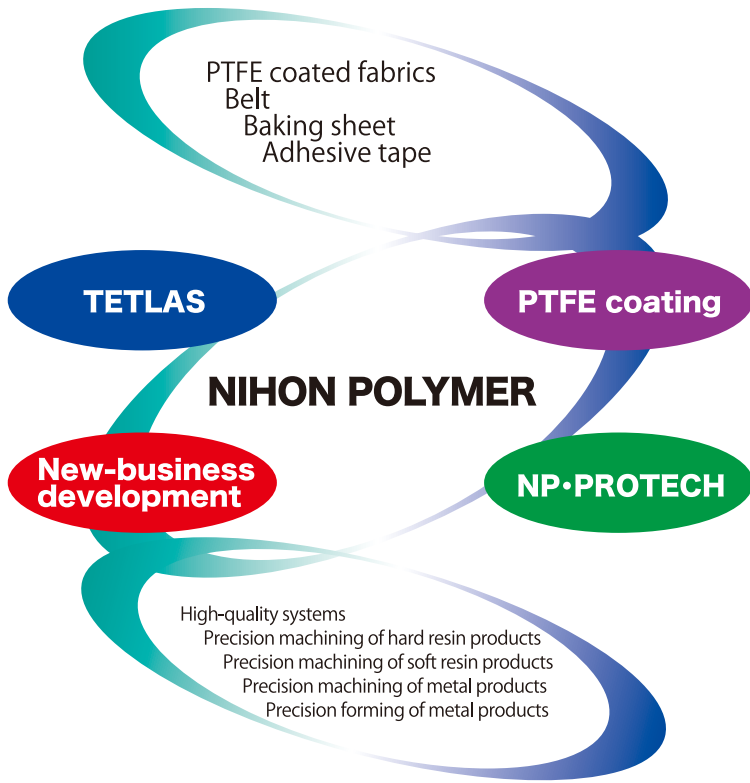 PTFE coated fabrics
Belt
Baking sheet
Adhesive tape
TETLAS
PTFE coating
NIHON POLYMER
New-business
development
NP・PROTECH
High-quality systems
Precision machining of hard resin products
Precision machining of soft resin products
Precision machining of metal products
Precision forming of metal products